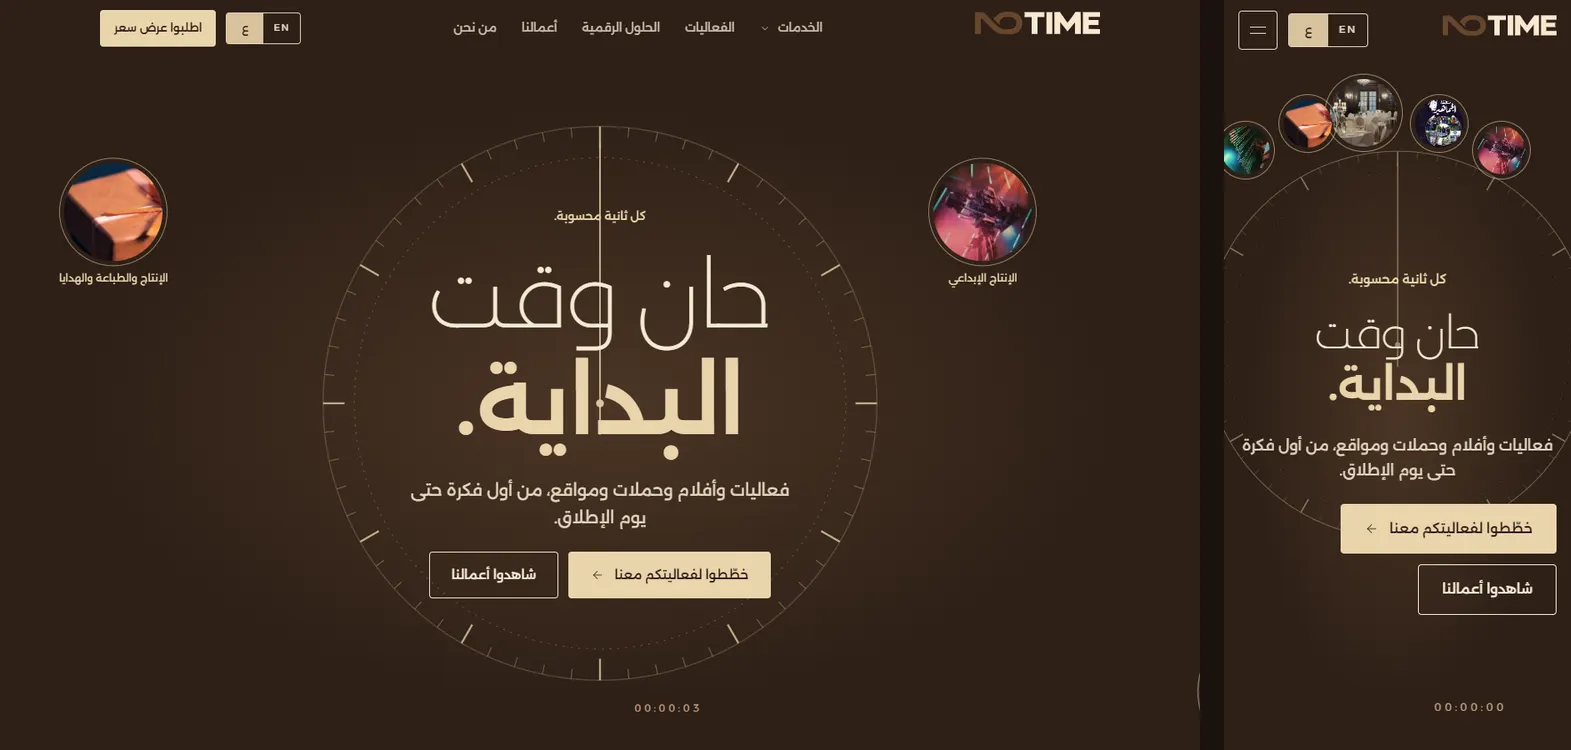 NOTIME
الخدمات
الفعاليات
الحلول الرقمية
أعمالنا
من نحن
EN
ع
اطلبوا عرض سعر
الإنتاج الإبداعي
الإنتاج والطباعة والهدايا
كل ثانية محسوبة.
حان وقت
البداية.
فعاليات وأفلام وحملات ومواقع، من أول فكرة حتى
يوم الإطلاق.
خطّطوا لفعاليتكم معنا ←
شاهدوا أعمالنا
00:00:03
NOTIME
EN
ع
كل ثانية محسوبة.
حان وقت
البداية.
فعاليات وأفلام وحملات ومواقع، من أول فكرة
حتى يوم الإطلاق.
خطّطوا لفعاليتكم معنا ←
شاهدوا أعمالنا
00:00:00